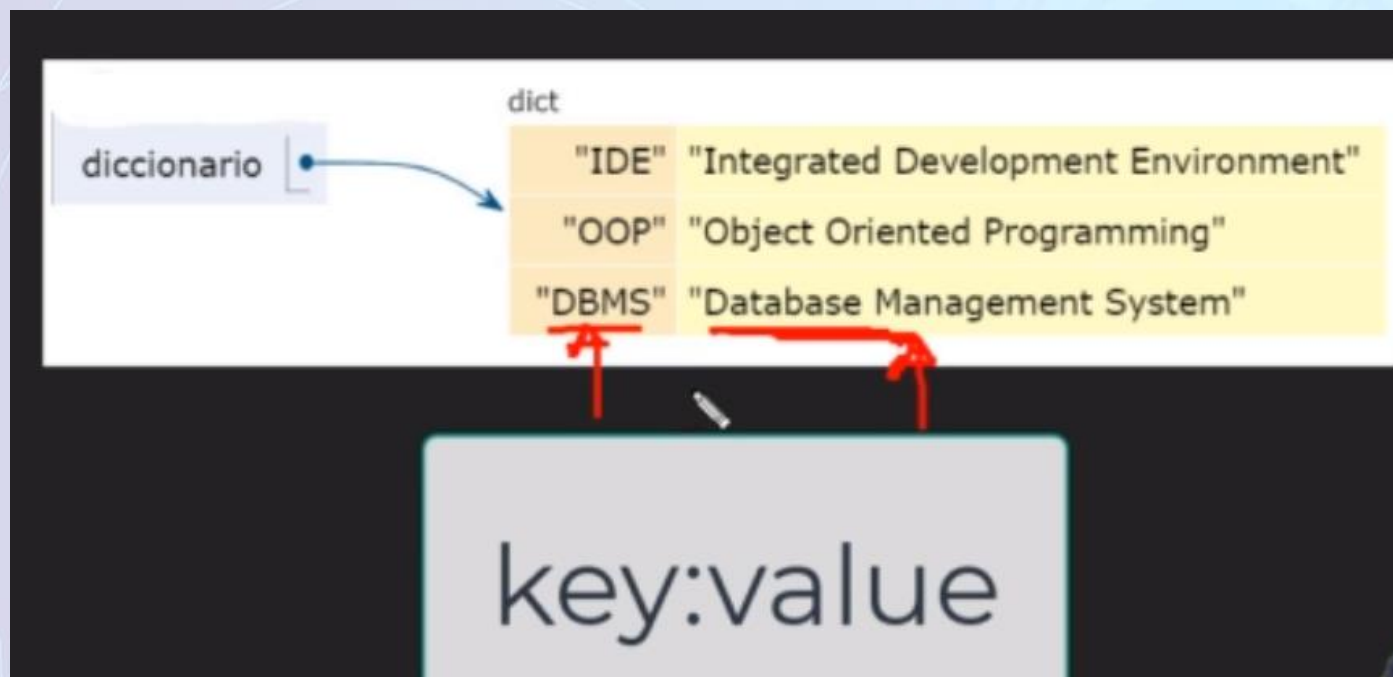 dict
diccionario
"IDE" "Integrated Development Environment"
"OOP" "Object Oriented Programming"
"DBMS" "Database Management System"
key:value